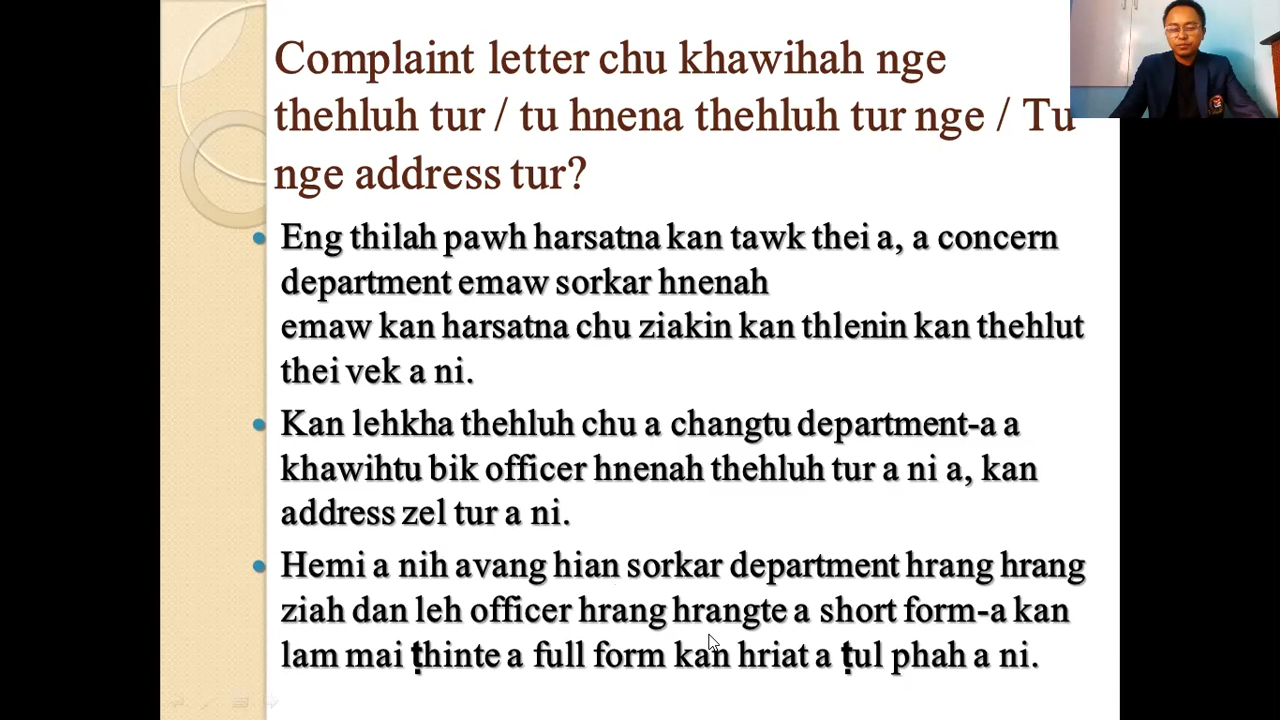 Complaint letter chu khawihah nge
thehluh tur / tu hnena thehluh tur nge / Tu
nge address tur?
Eng thilah pawh harsatna kan tawk thei a, a concern
department emaw sorkar hnenah
emaw kan harsatna chu ziakin kan thlenin kan thehlut
thei vek a ni.
Kan lehkha thehluh chu a changtu department-a a
khawihtu bik officer hnenah thehluh tur a ni a, kan
address zel tur a ni.
Hemi a nih avang hian sorkar department hrang hrang
ziah dan leh officer hrang hrangte a short form-a kan
lam mai ṭhinte a full form kan hriat a ṭul phah a ni.